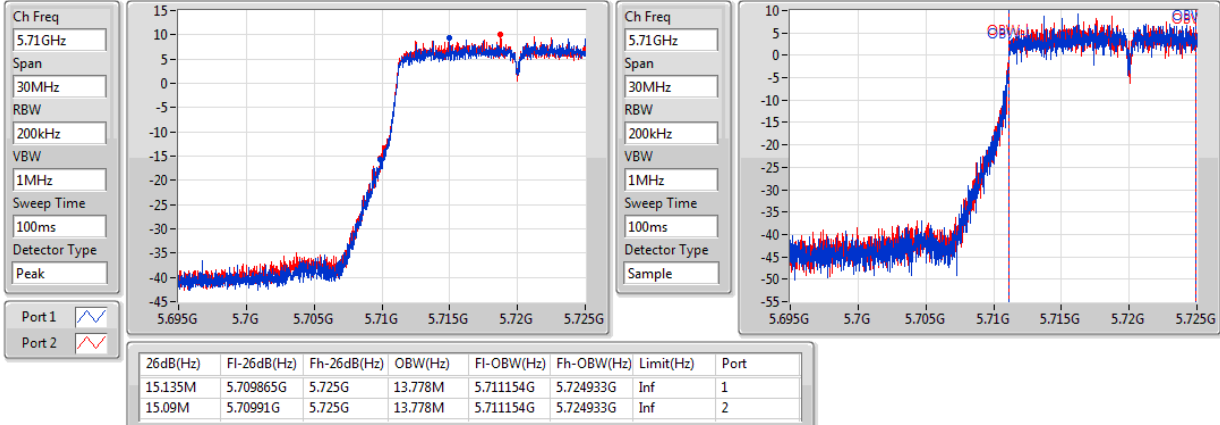 Ch Freq
5.71GHz
Span
30MHz
RBW
200kHz
VBW
1MHz
Sweep Time
100ms
Detector Type
Peak
Port 1
Port 2
15
10
5
0
-5
-10
-15
-20
-25
-30
-35
-40
-45
5.695G 5.7G 5.705G 5.71G 5.715G 5.72G 5.725G
Ch Freq
5.71GHz
Span
30MHz
RBW
200kHz
VBW
1MHz
Sweep Time
100ms
Detector Type
Sample
10
5
0
-5
-10
-15
-20
-25
-30
-35
-40
-45
-50
-55
OBW OBW
5.695G 5.7G 5.705G 5.71G 5.715G 5.72G 5.725G
26dB(Hz) Fl-26dB(Hz) Fh-26dB(Hz) OBW(Hz) Fl-OBW(Hz) Fh-OBW(Hz) Limit(Hz) Port
15.135M 5.709865G 5.725G 13.778M 5.711154G 5.724933G Inf 1
15.09M 5.70991G 5.725G 13.778M 5.711154G 5.724933G Inf 2